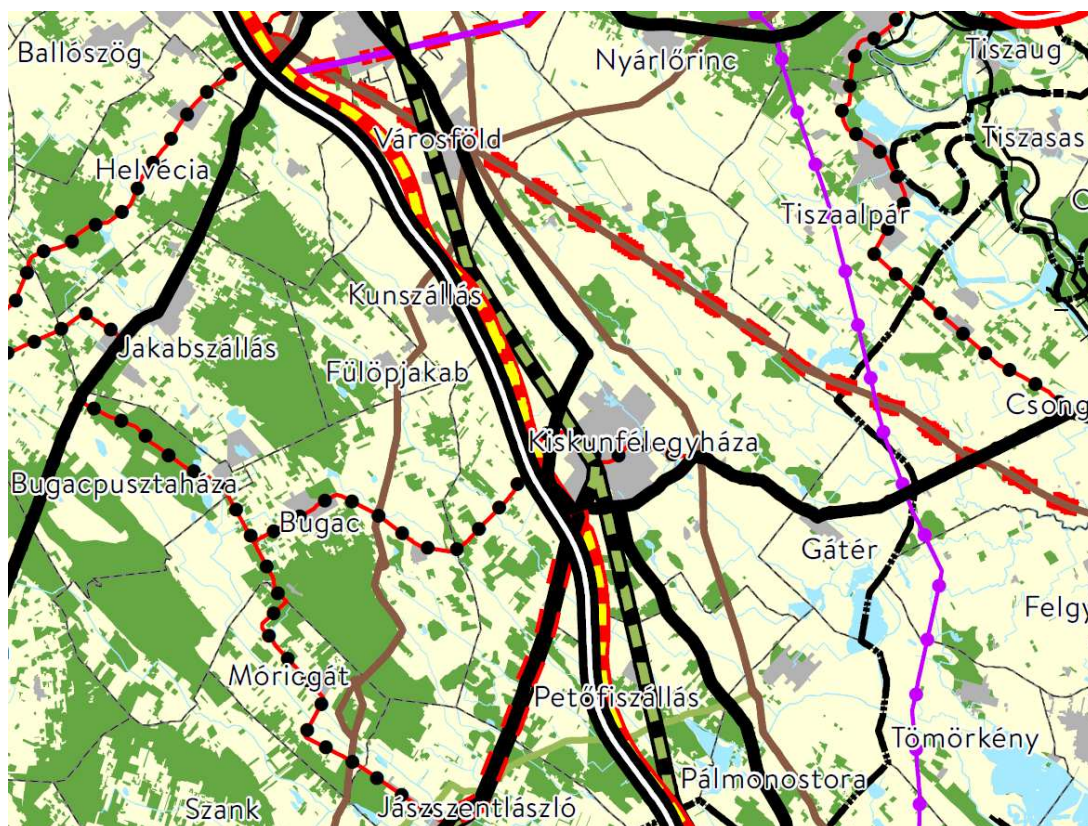 Ballószög
Nyárlőrinc
Tiszaug
Városföld
Tiszasas
Helvécia
Tiszaalpár
Kunszállás
Jakabszállás
Fülöpjakab
Csong
Kiskunfélegyháza
Bugacpusztaháza
Bugac
Gátér
Felgy
Móricgát
Petőfiszállás
Tömörkény
Pálmonostora
Szank
Jászszentlászló